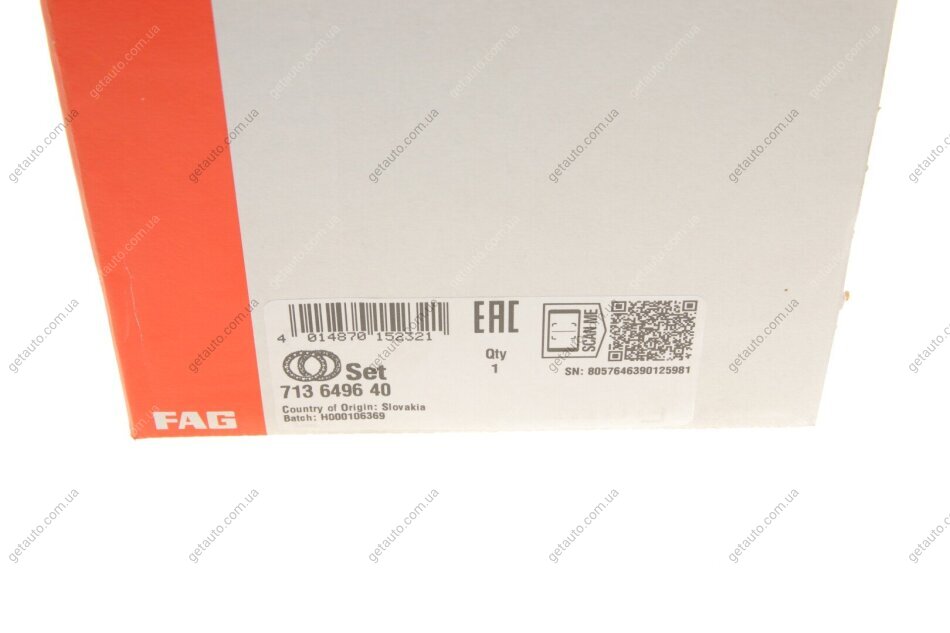 4 014870 152321
EAC
SCAN ME
Set
Qty
1
713 6496 40
SN: 8057646390125981
Country of Origin: Slovakia
Batch: H000106369
FAG
getauto.com.ua